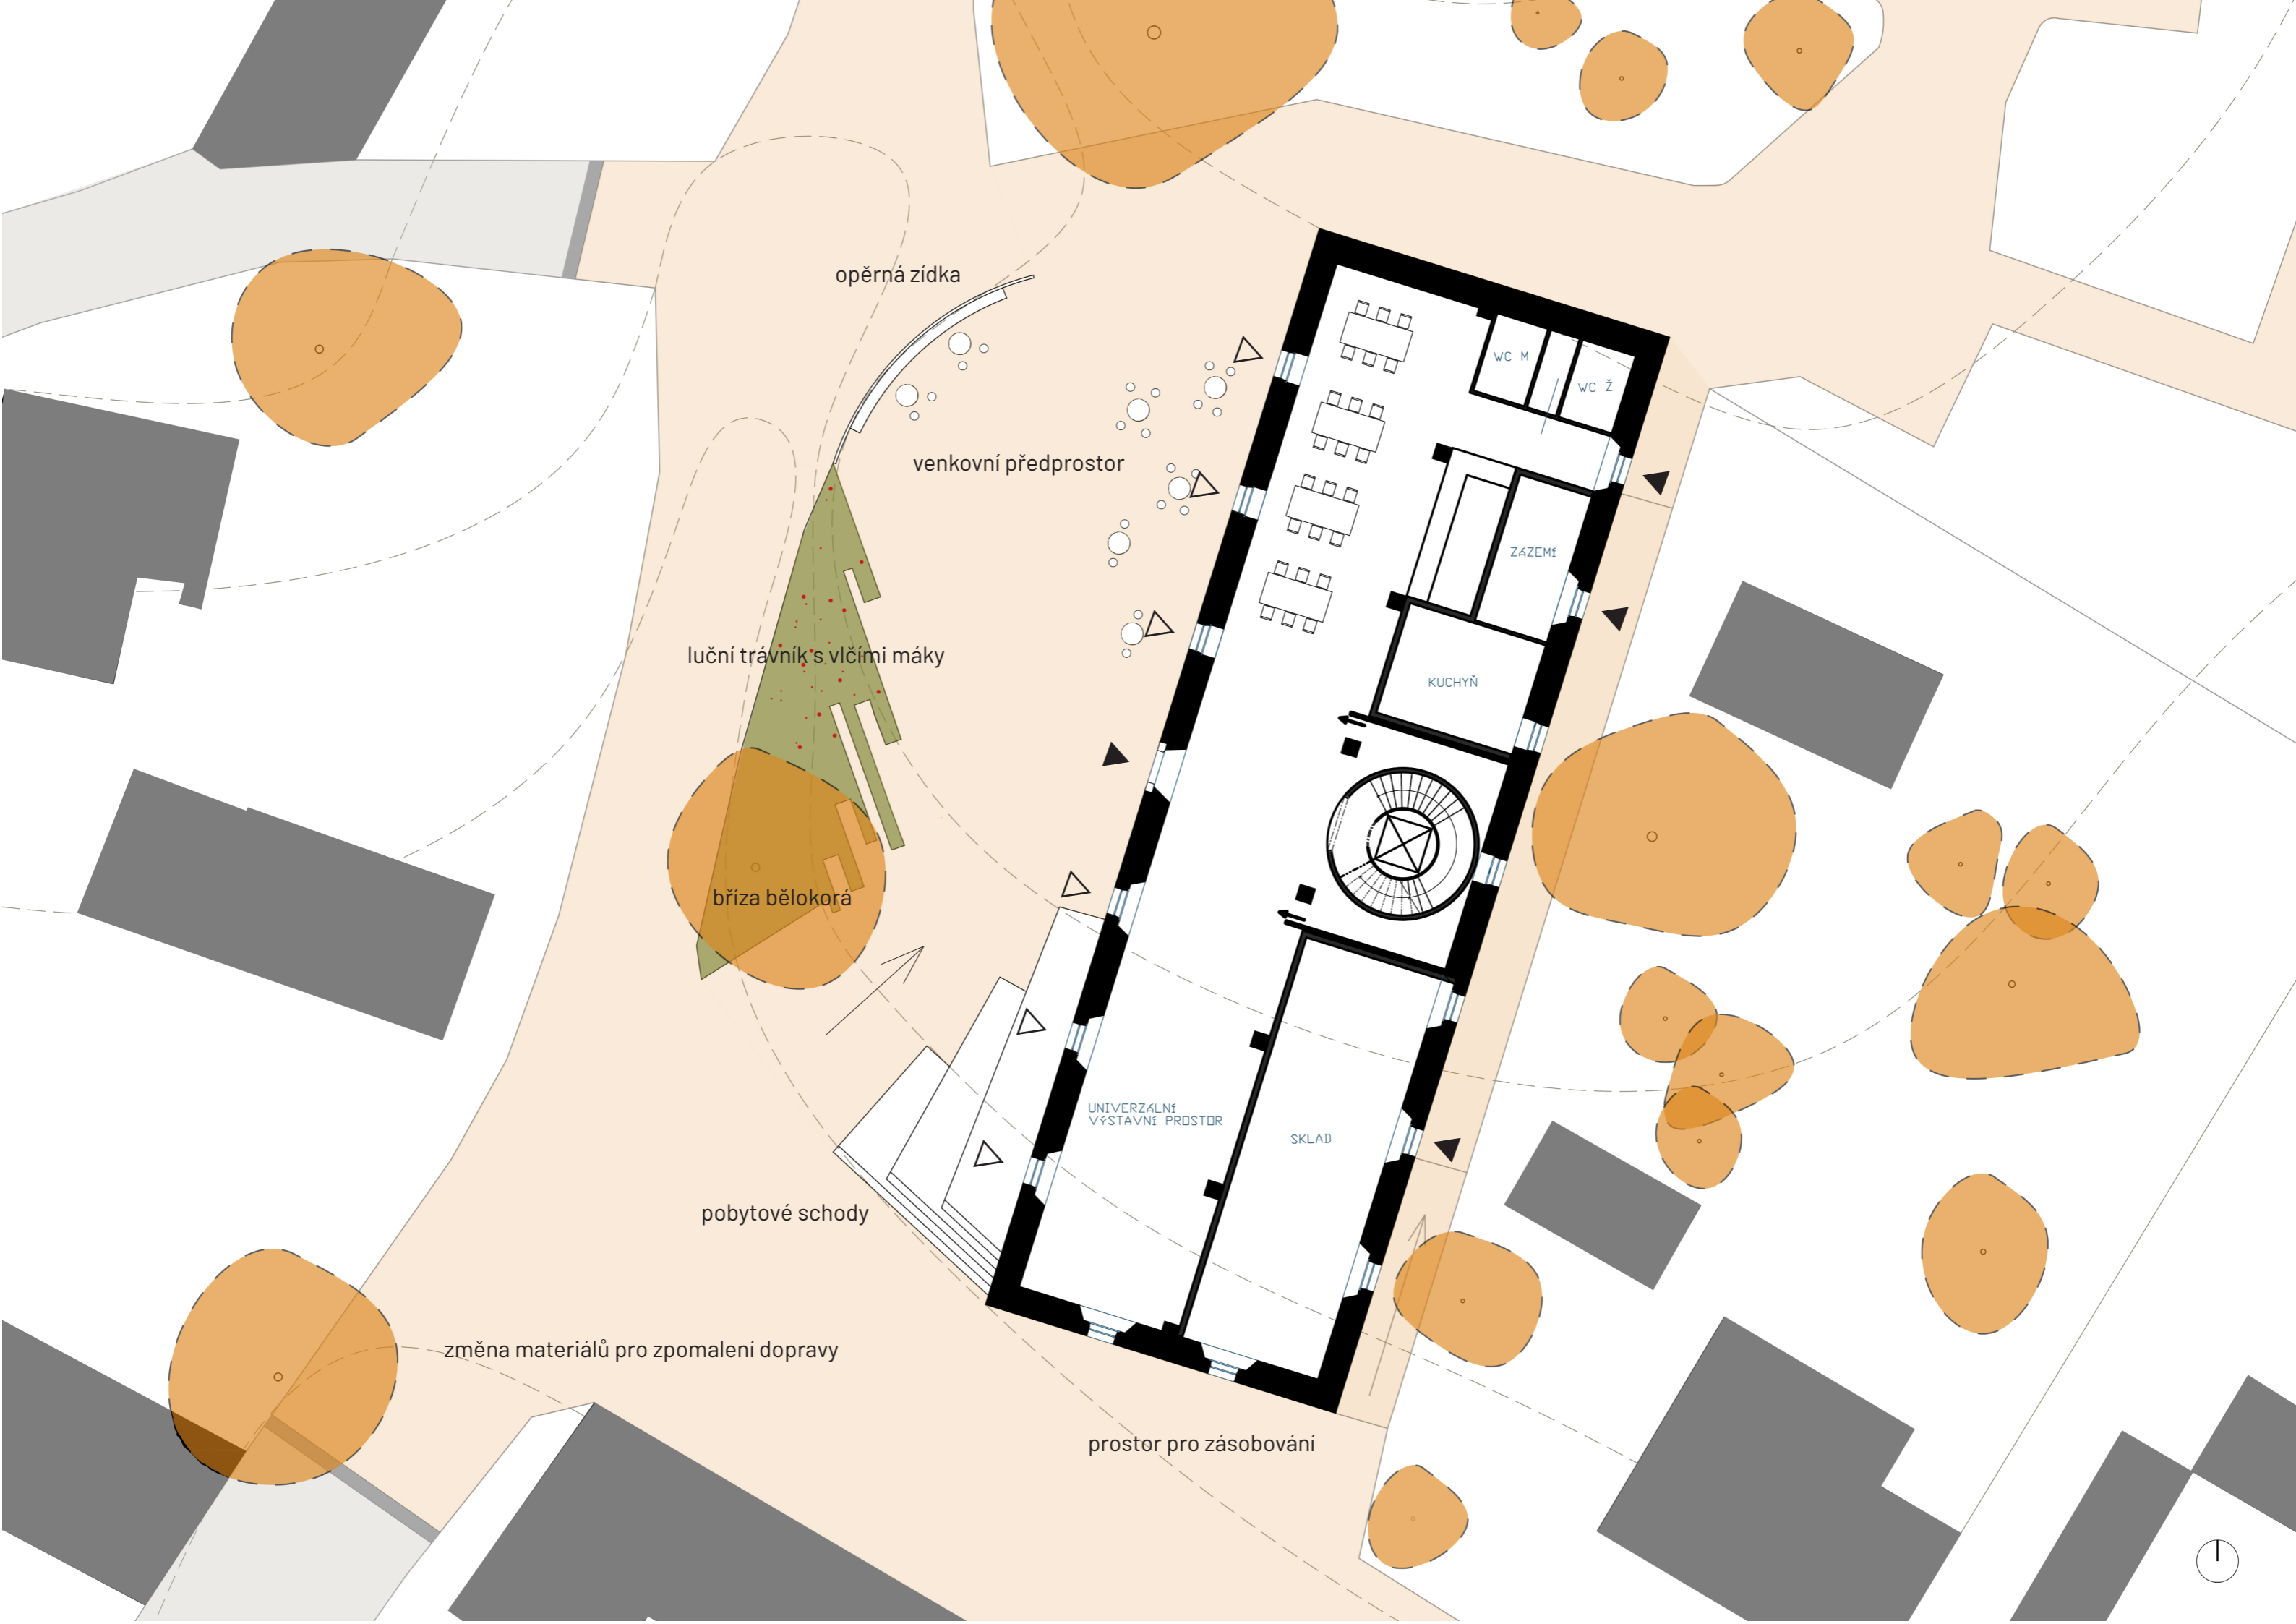 opěrná zídka
WC M
WC Ž
venkovní předprostor
ZÁZEMÍ
luční trávník s vlčími máky
KUCHYŇ
bříza bělokorá
UNIVERZÁLNÍ
VÝSTAVNÍ PROSTOR
SKLAD
pobytové schody
změna materiálů pro zpomalení dopravy
prostor pro zásobování